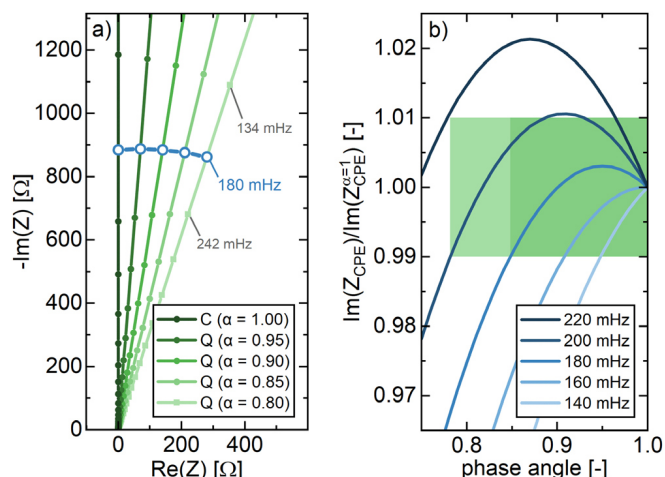 a)
1200
1000
800
600
400
200
0
-Im(Z) [Ω]
134 mHz
180 mHz
242 mHz
C (α = 1.00)
Q (α = 0.95)
Q (α = 0.90)
Q (α = 0.85)
Q (α = 0.80)
0 200 400
Re(Z) [Ω]
b)
1.02
1.01
1.00
0.99
0.98
0.97
Im(Z_CPE)/Im(Z_CPE^α=1) [-]
220 mHz
200 mHz
180 mHz
160 mHz
140 mHz
0.8 0.9 1.0
phase angle [-]